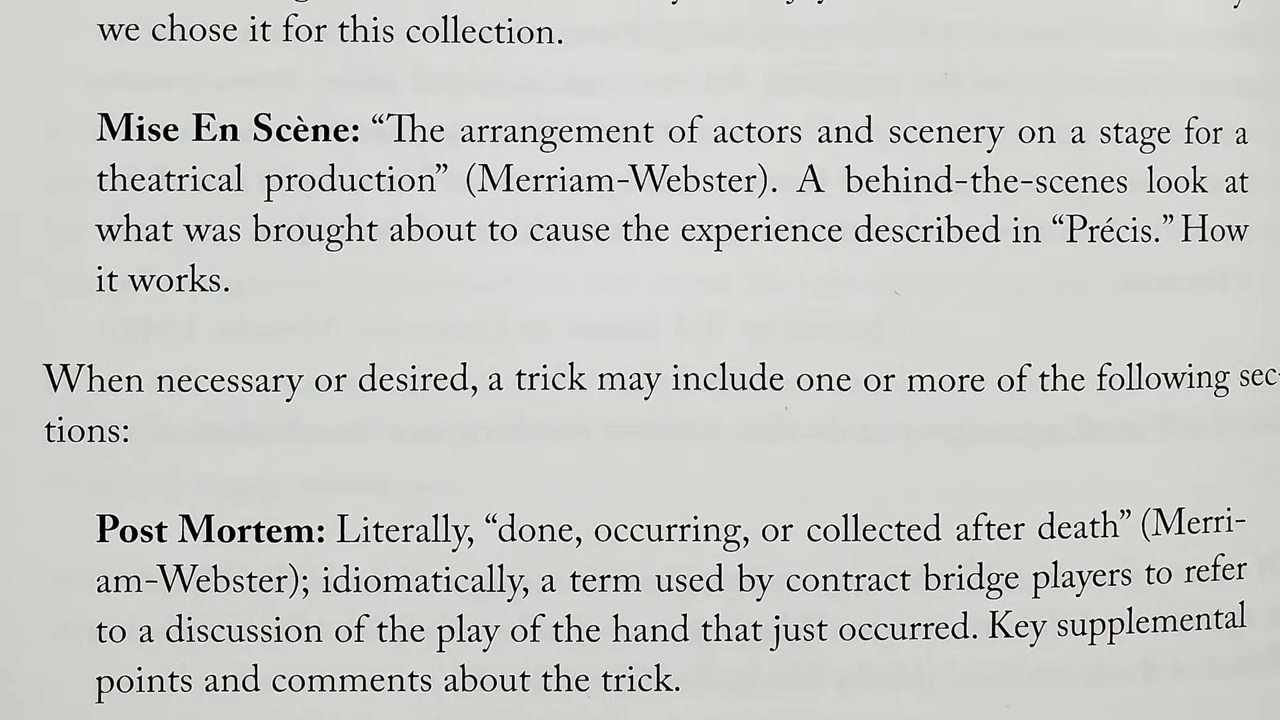 we chose it for this collection.
Mise En Scène: “The arrangement of actors and scenery on a stage for a
theatrical production” (Merriam-Webster). A behind-the-scenes look at
what was brought about to cause the experience described in “Précis.” How
it works.
When necessary or desired, a trick may include one or more of the following sec-
tions:
Post Mortem: Literally, “done, occurring, or collected after death” (Merri-
am-Webster); idiomatically, a term used by contract bridge players to refer
to a discussion of the play of the hand that just occurred. Key supplemental
points and comments about the trick.